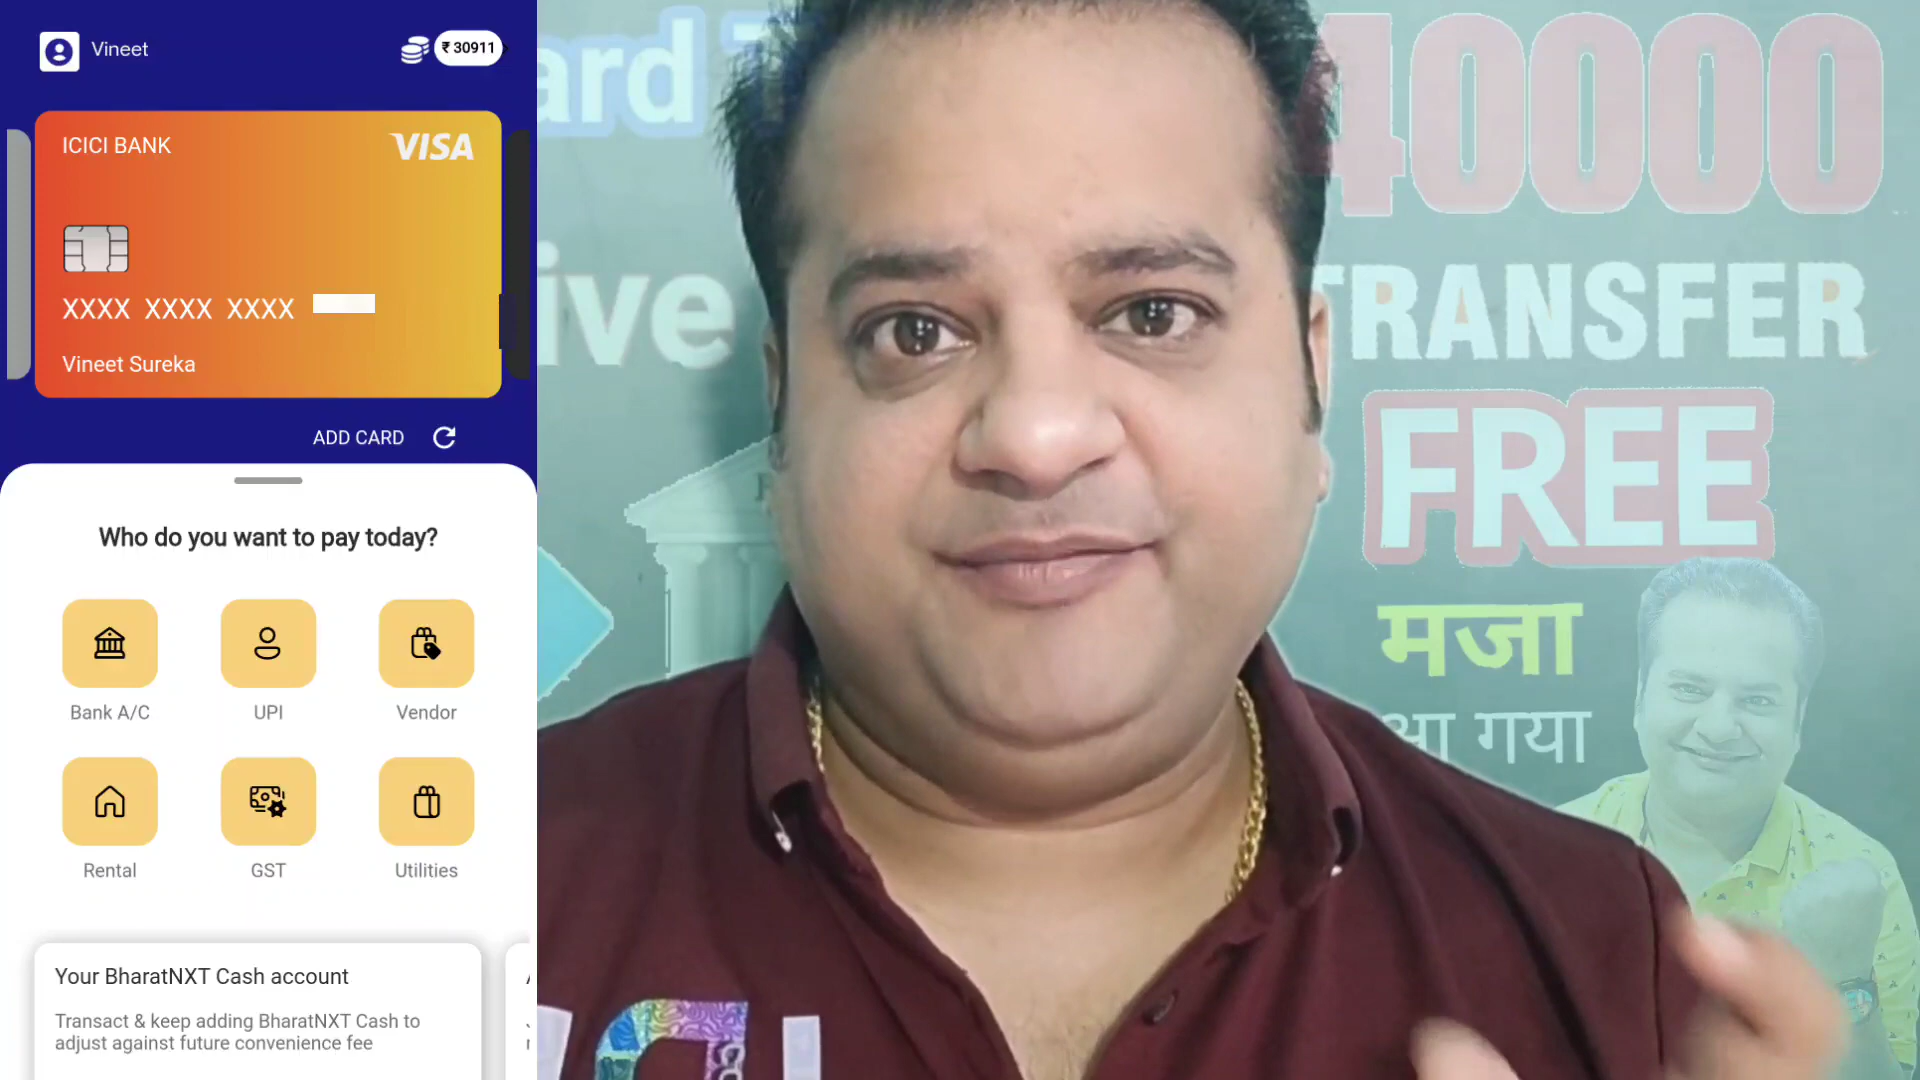 Vineet
₹ 30911
ICICI BANK
VISA
XXXX XXXX XXXX
Vineet Sureka
ADD CARD
Who do you want to pay today?
Bank A/C
UPI
Vendor
Rental
GST
Utilities
Your BharatNXT Cash account
Transact & keep adding BharatNXT Cash to
adjust against future convenience fee
40000
TRANSFER
FREE
मजा
आ गया